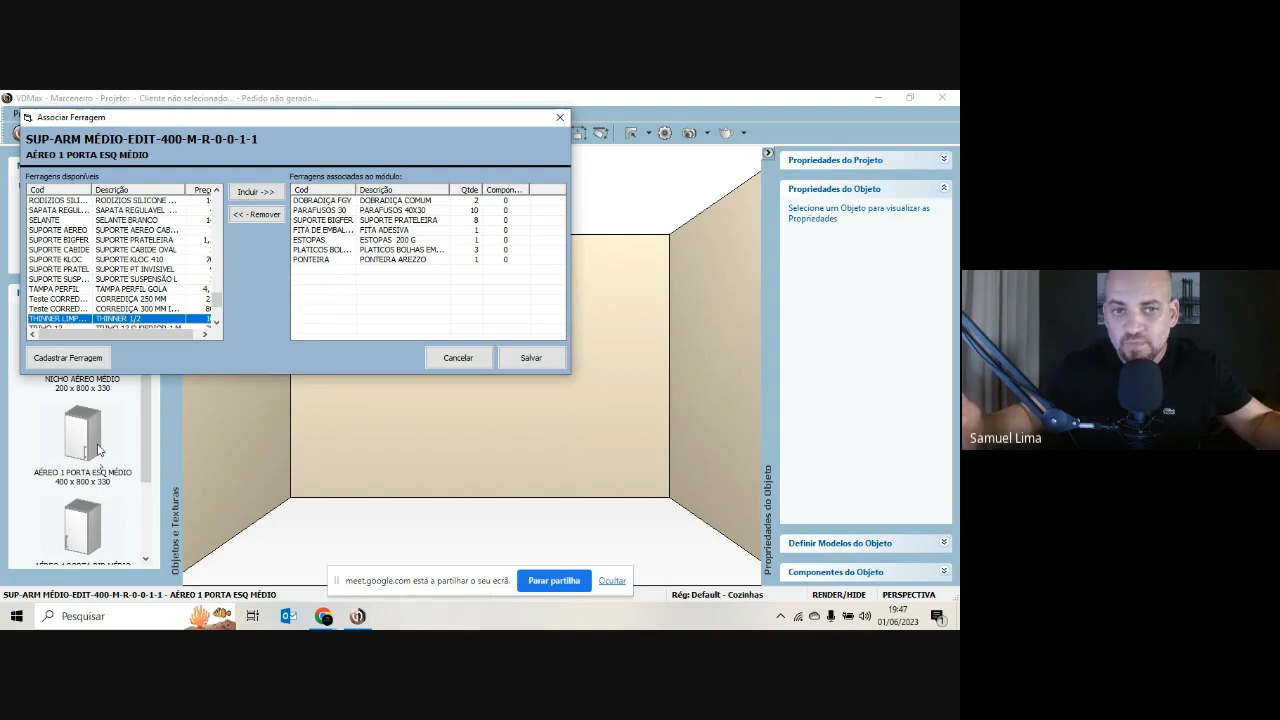 VDMax - Marceneiro - Projeto: - Cliente não selecionado... - Pedido não gerado...
Associar Ferragem
SUP-ARM MÉDIO-EDIT-400-M-R-0-0-1-1
AÉREO 1 PORTA ESQ MÉDIO
Ferragens disponíveis
Cod Descrição Preç
RODIZIOS SILI... RODIZIOS SILICONE ...
SAPATA REGUL... SAPATA REGULAVEL ...
SELANTE SELANTE BRANCO
SUPORTE AEREO SUPORTE AEREO CAB...
SUPORTE BIGFER SUPORTE PRATELEIRA 1,
SUPORTE CABIDE SUPORTE CABIDE OVAL
SUPORTE KLOC SUPORTE KLOC 410
SUPORTE PRATEL SUPORTE PT INVISIVEL
SUPORTE SUSP... SUPORTE SUSPENSÃO L
TAMPA PERFIL TAMPA PERFIL GOLA 4,
Teste CORRED... CORREDIÇA 250 MM
Teste CORRED... CORREDIÇA 300 MM I...
THINNER LIMP... THINNER 1/2
Incluir ->>
<< - Remover
Ferragens associadas ao módulo:
Cod Descrição Qtde Compon...
DOBRADIÇA FGV DOBRADIÇA COMUM 2 0
PARAFUSOS 30 PARAFUSOS 40X30 10 0
SUPORTE BIGFER SUPORTE PRATELEIRA 8 0
FITA DE EMBAL... FITA ADESIVA 1 0
ESTOPAS ESTOPAS 200 G 1 0
PLATICOS BOL... PLATICOS BOLHAS EM... 3 0
PONTEIRA PONTEIRA AREZZO 1 0
Cadastrar Ferragem
Cancelar
Salvar
NICHO AÉREO MÉDIO
200 x 800 x 330
AÉREO 1 PORTA ESQ MÉDIO
400 x 800 x 330
Objetos e Texturas
Propriedades do Objeto
Propriedades do Projeto
Propriedades do Objeto
Selecione um Objeto para visualizar as
Propriedades
Definir Modelos do Objeto
Componentes do Objeto
meet.google.com está a partilhar o seu ecrã.
Parar partilha
Ocultar
SUP-ARM MÉDIO-EDIT-400-M-R-0-0-1-1 - AÉREO 1 PORTA ESQ MÉDIO
Rég: Default - Cozinhas
RENDER/HIDE
PERSPECTIVA
Pesquisar
19:47
01/06/2023
1
Samuel Lima